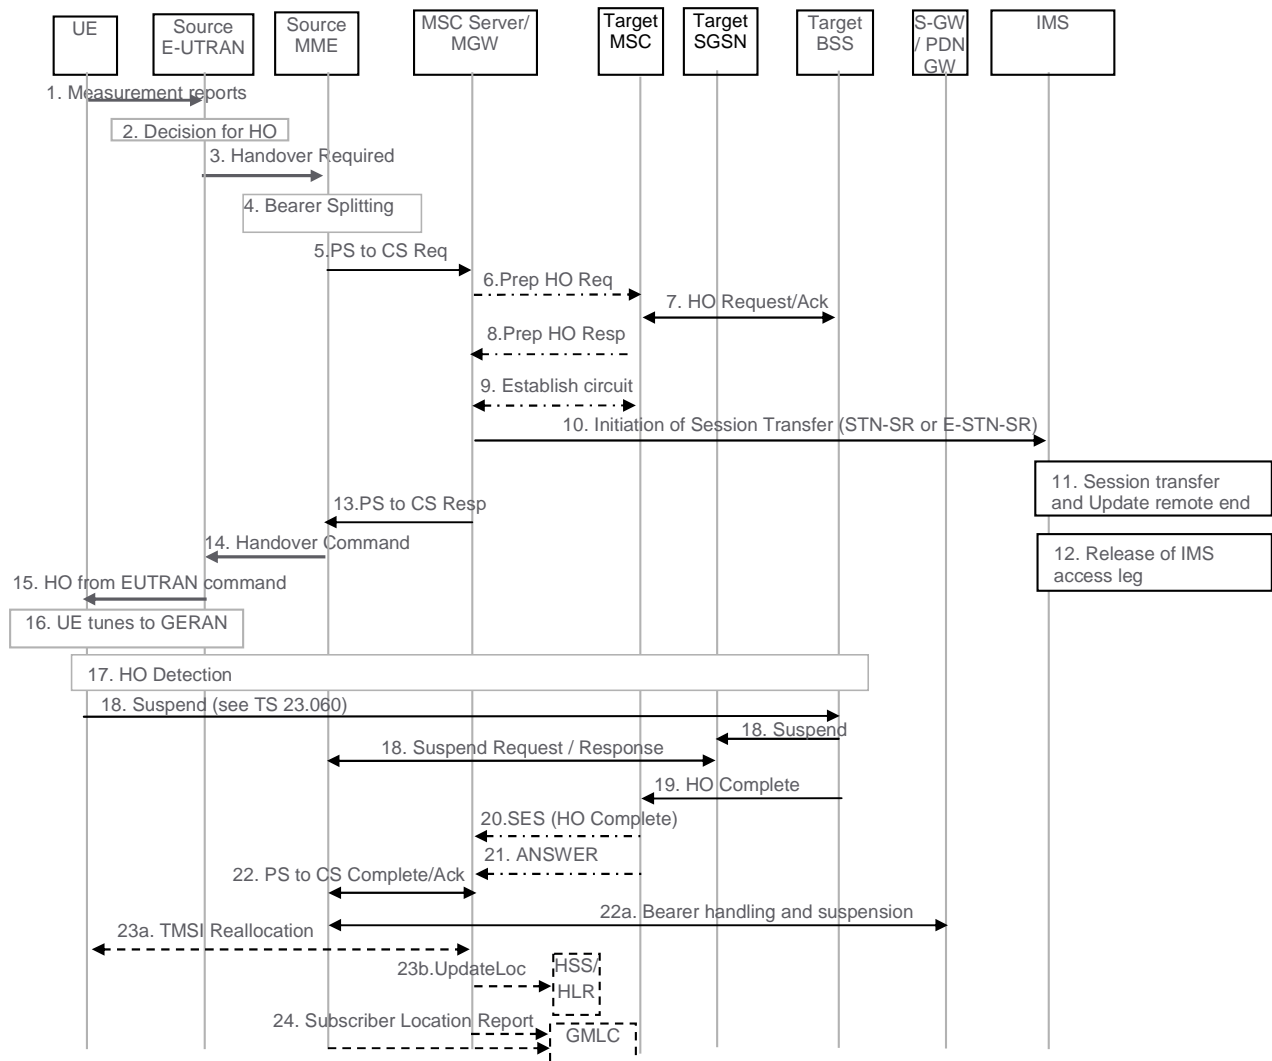 UE
Source
E-UTRAN
Source
MME
MSC Server/
MGW
Target
MSC
Target
SGSN
Target
BSS
S-GW
/ PDN
GW
IMS
1. Measurement reports
2. Decision for HO
3. Handover Required
4. Bearer Splitting
5.PS to CS Req
6.Prep HO Req
7. HO Request/Ack
8.Prep HO Resp
9. Establish circuit
10. Initiation of Session Transfer (STN-SR or E-STN-SR)
11. Session transfer
and Update remote end
13.PS to CS Resp
14. Handover Command
12. Release of IMS
access leg
15. HO from EUTRAN command
16. UE tunes to GERAN
17. HO Detection
18. Suspend (see TS 23.060)
18. Suspend
18. Suspend Request / Response
19. HO Complete
20.SES (HO Complete)
21. ANSWER
22. PS to CS Complete/Ack
22a. Bearer handling and suspension
23a. TMSI Reallocation
23b.UpdateLoc
HSS/
HLR
24. Subscriber Location Report
GMLC